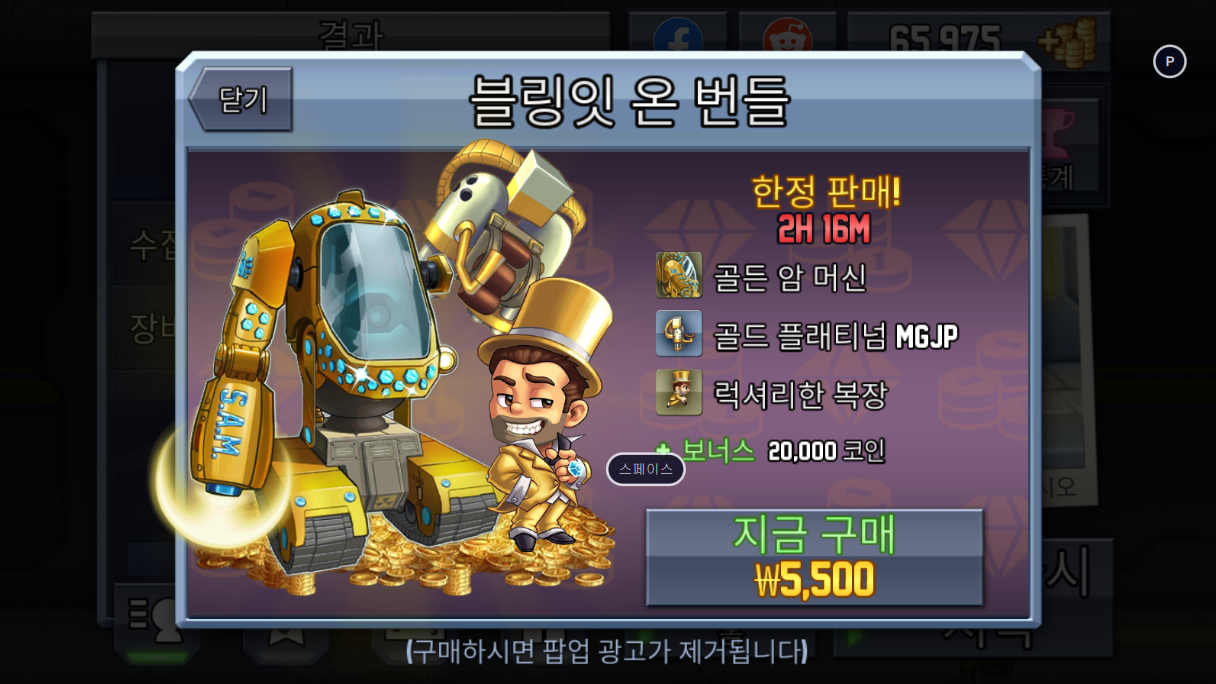 결과
65,975
P
닫기
블링잇 온 번들
한정 판매!
2H 16M
골든 암 머신
골드 플래티넘 MGJP
럭셔리한 복장
+ 보너스 20,000 코인
스페이스
S.A.M.
지금 구매
₩5,500
(구매하시면 팝업 광고가 제거됩니다)